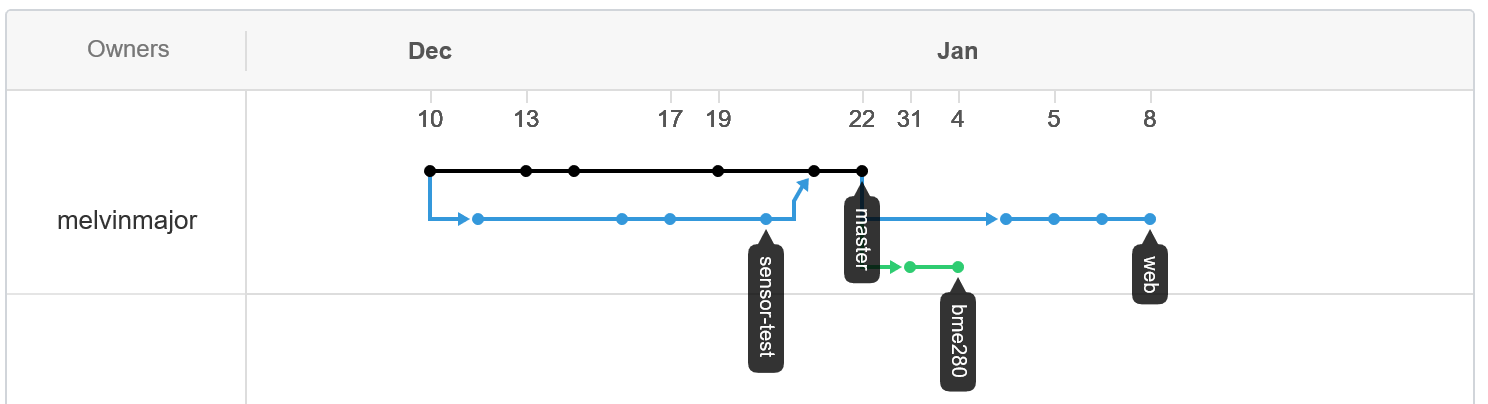 Owners
Dec
Jan
10
13
17
19
22
31
4
5
8
melvinmajor
master
sensor-test
web
bme280